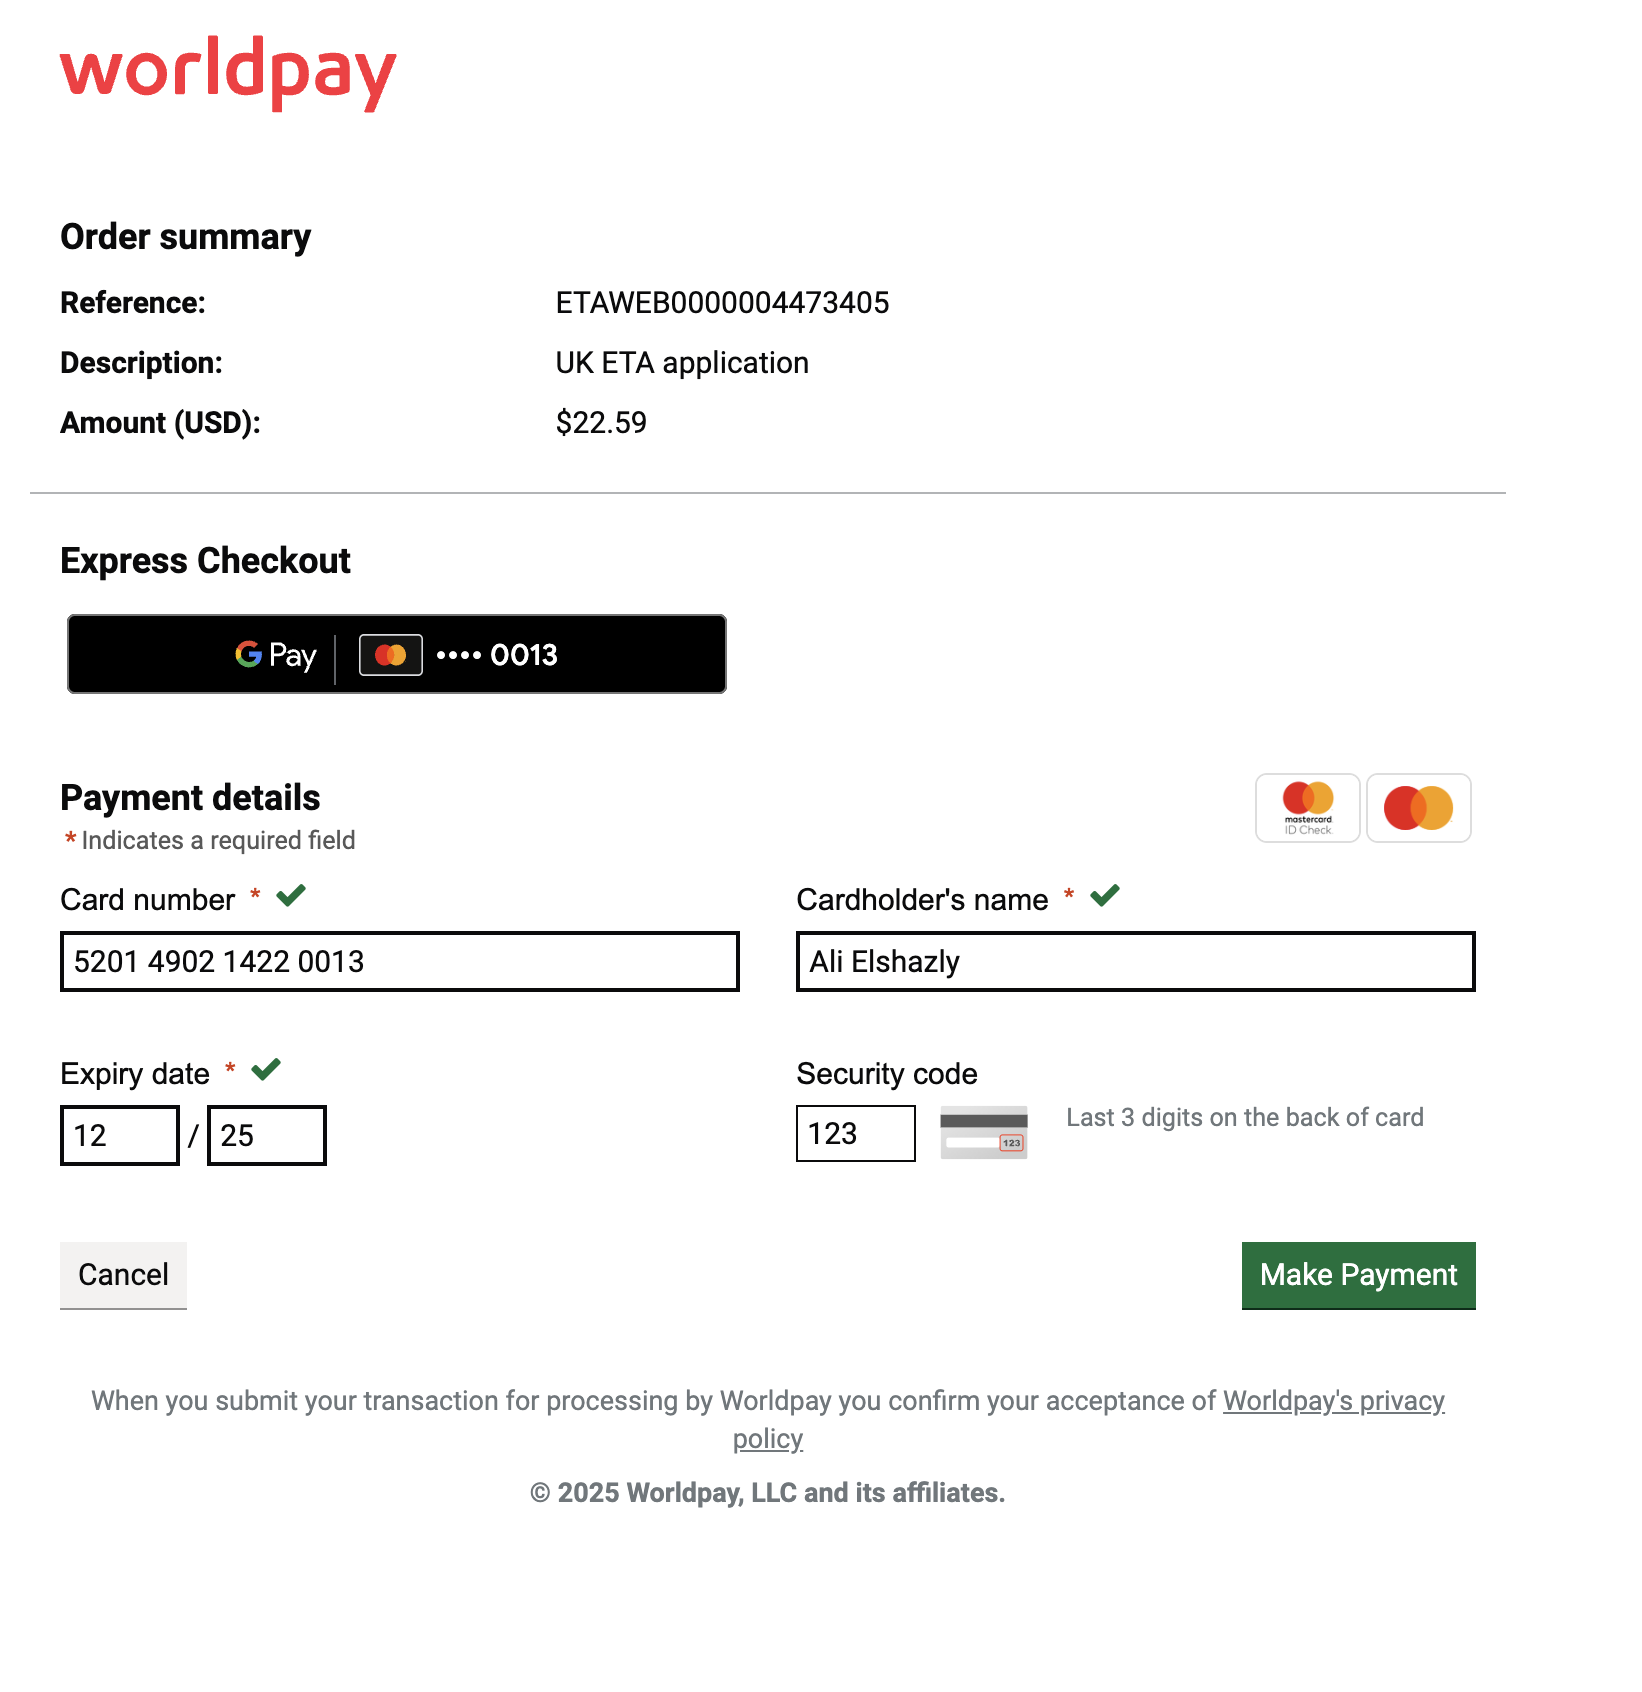 worldpay
Order summary
Reference: ETAWEB0000004473405
Description: UK ETA application
Amount (USD): $22.59
Express Checkout
G Pay •••• 0013
Payment details
mastercard
ID Check
* Indicates a required field
Card number * Cardholder's name *
5201 4902 1422 0013 Ali Elshazly
Expiry date * Security code
12 / 25 123 123 Last 3 digits on the back of card
Cancel Make Payment
When you submit your transaction for processing by Worldpay you confirm your acceptance of Worldpay's privacy
policy
© 2025 Worldpay, LLC and its affiliates.